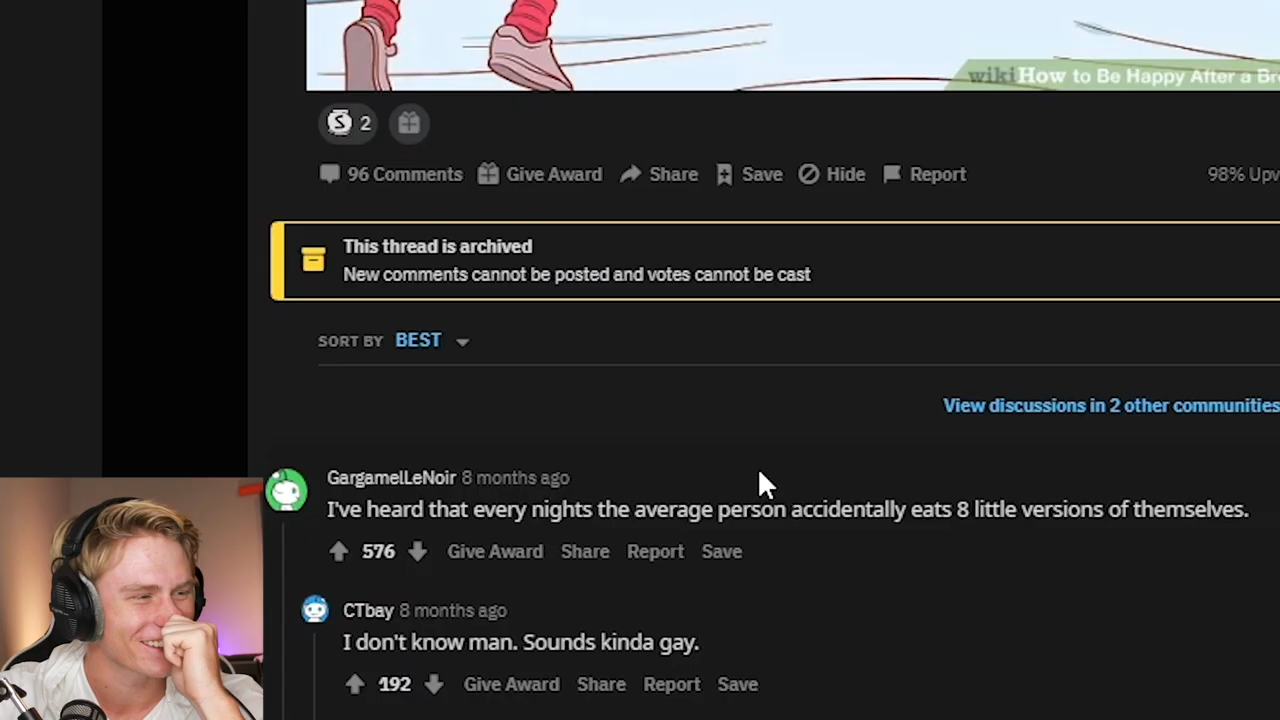 wikiHow to Be Happy After a
2
96 Comments Give Award Share Save Hide Report 98%
This thread is archived
New comments cannot be posted and votes cannot be cast
SORT BY BEST
View discussions in 2 other communities
GargamelLeNoir 8 months ago
I've heard that every nights the average person accidentally eats 8 little versions of themselves.
576 Give Award Share Report Save
CTbay 8 months ago
I don't know man. Sounds kinda gay.
192 Give Award Share Report Save